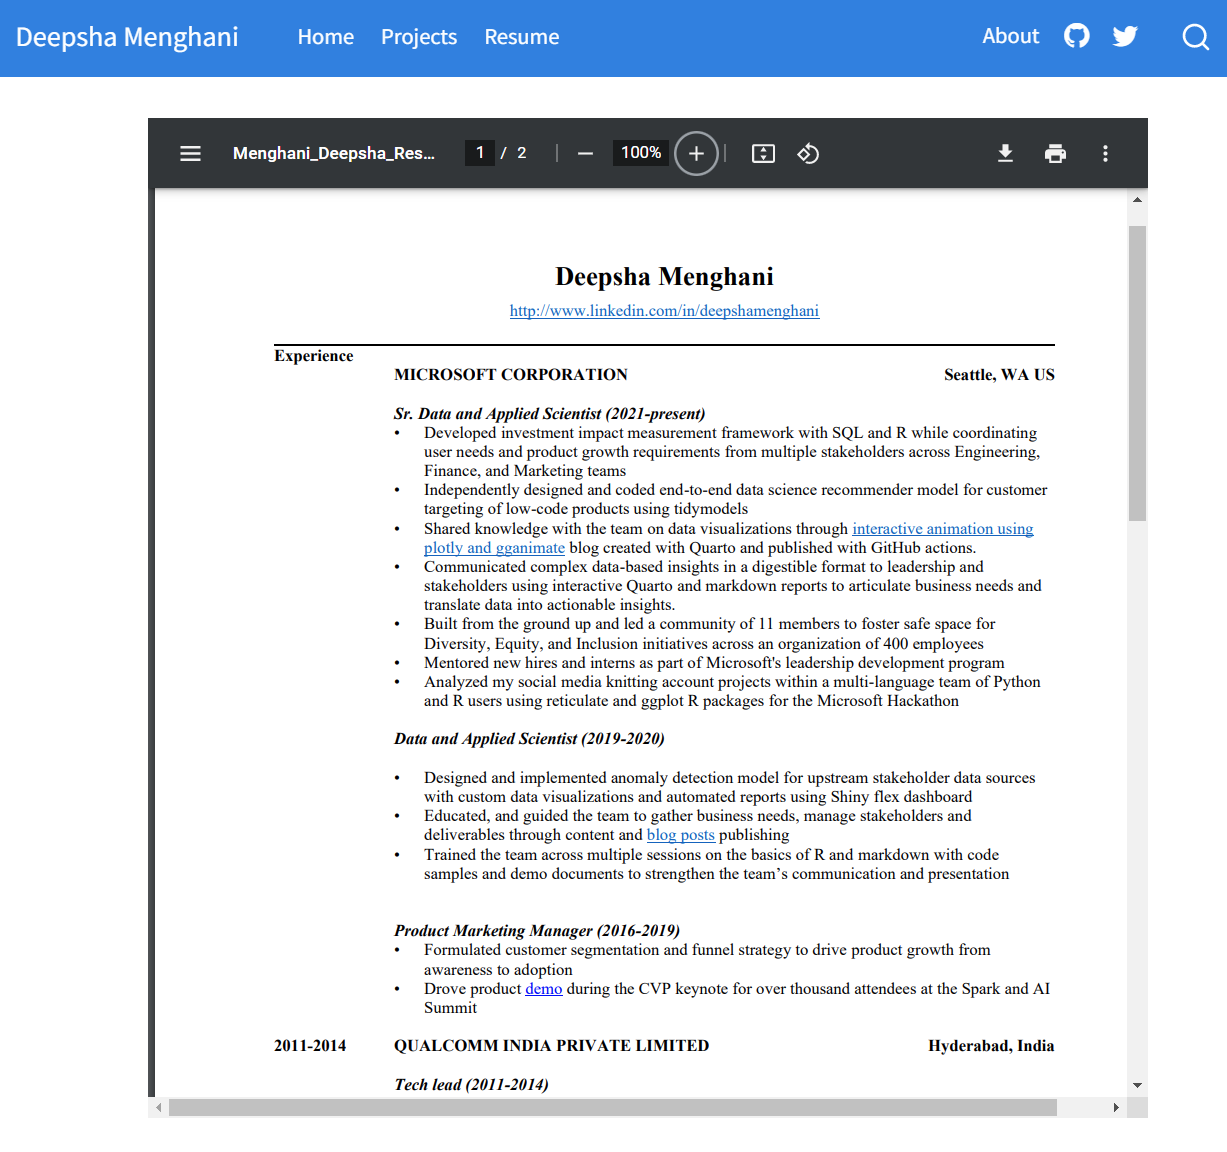 Deepsha Menghani Home Projects Resume About
Menghani_Deepsha_Res... 1 / 2 100%
Deepsha Menghani
http://www.linkedin.com/in/deepshamenghani
Experience
MICROSOFT CORPORATION Seattle, WA US
Sr. Data and Applied Scientist (2021-present)
• Developed investment impact measurement framework with SQL and R while coordinating
user needs and product growth requirements from multiple stakeholders across Engineering,
Finance, and Marketing teams
• Independently designed and coded end-to-end data science recommender model for customer
targeting of low-code products using tidymodels
• Shared knowledge with the team on data visualizations through interactive animation using
plotly and gganimate blog created with Quarto and published with GitHub actions.
• Communicated complex data-based insights in a digestible format to leadership and
stakeholders using interactive Quarto and markdown reports to articulate business needs and
translate data into actionable insights.
• Built from the ground up and led a community of 11 members to foster safe space for
Diversity, Equity, and Inclusion initiatives across an organization of 400 employees
• Mentored new hires and interns as part of Microsoft's leadership development program
• Analyzed my social media knitting account projects within a multi-language team of Python
and R users using reticulate and ggplot R packages for the Microsoft Hackathon
Data and Applied Scientist (2019-2020)
• Designed and implemented anomaly detection model for upstream stakeholder data sources
with custom data visualizations and automated reports using Shiny flex dashboard
• Educated, and guided the team to gather business needs, manage stakeholders and
deliverables through content and blog posts publishing
• Trained the team across multiple sessions on the basics of R and markdown with code
samples and demo documents to strengthen the team’s communication and presentation
Product Marketing Manager (2016-2019)
• Formulated customer segmentation and funnel strategy to drive product growth from
awareness to adoption
• Drove product demo during the CVP keynote for over thousand attendees at the Spark and AI
Summit
2011-2014 QUALCOMM INDIA PRIVATE LIMITED Hyderabad, India
Tech lead (2011-2014)